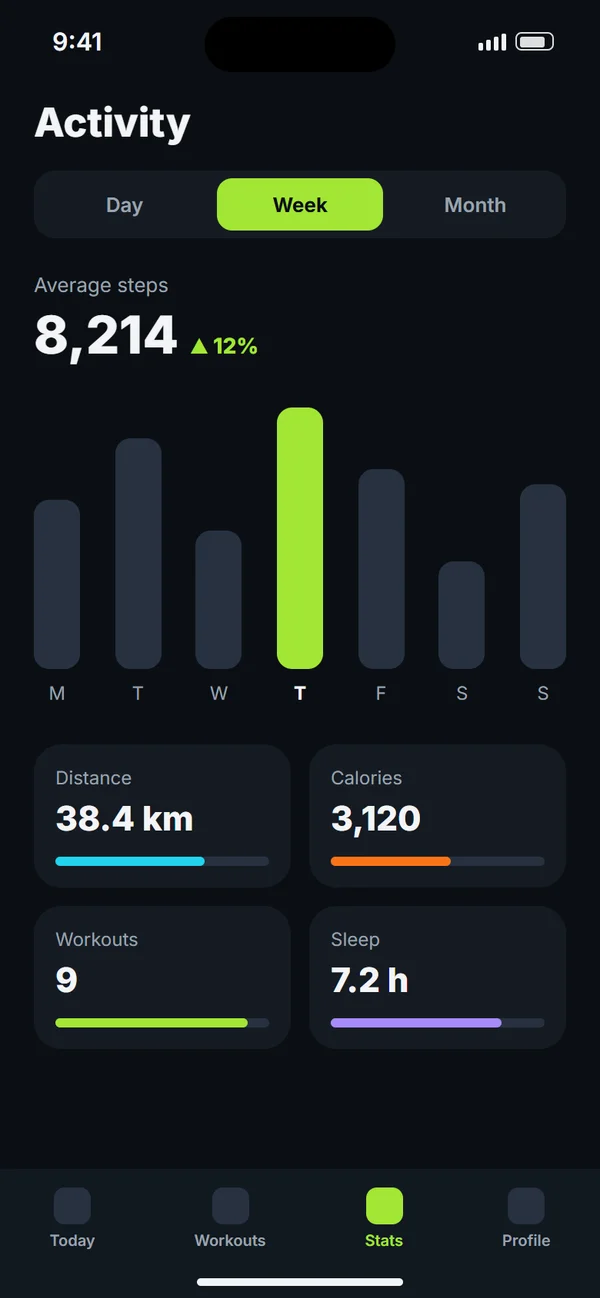 9:41
Activity
Day Week Month
Average steps
8,214 ▲ 12%
M T W T F S S
Distance
38.4 km
Calories
3,120
Workouts
9
Sleep
7.2 h
Today Workouts Stats Profile